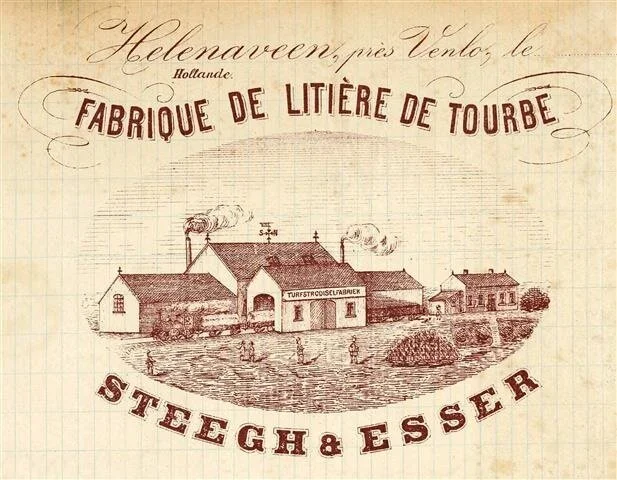 Helenaveen, près Venlo, le
Hollande.
FABRIQUE DE LITIÈRE DE TOURBE
S N
TURFSTROOISELFABRIEK
STEEGH & ESSER